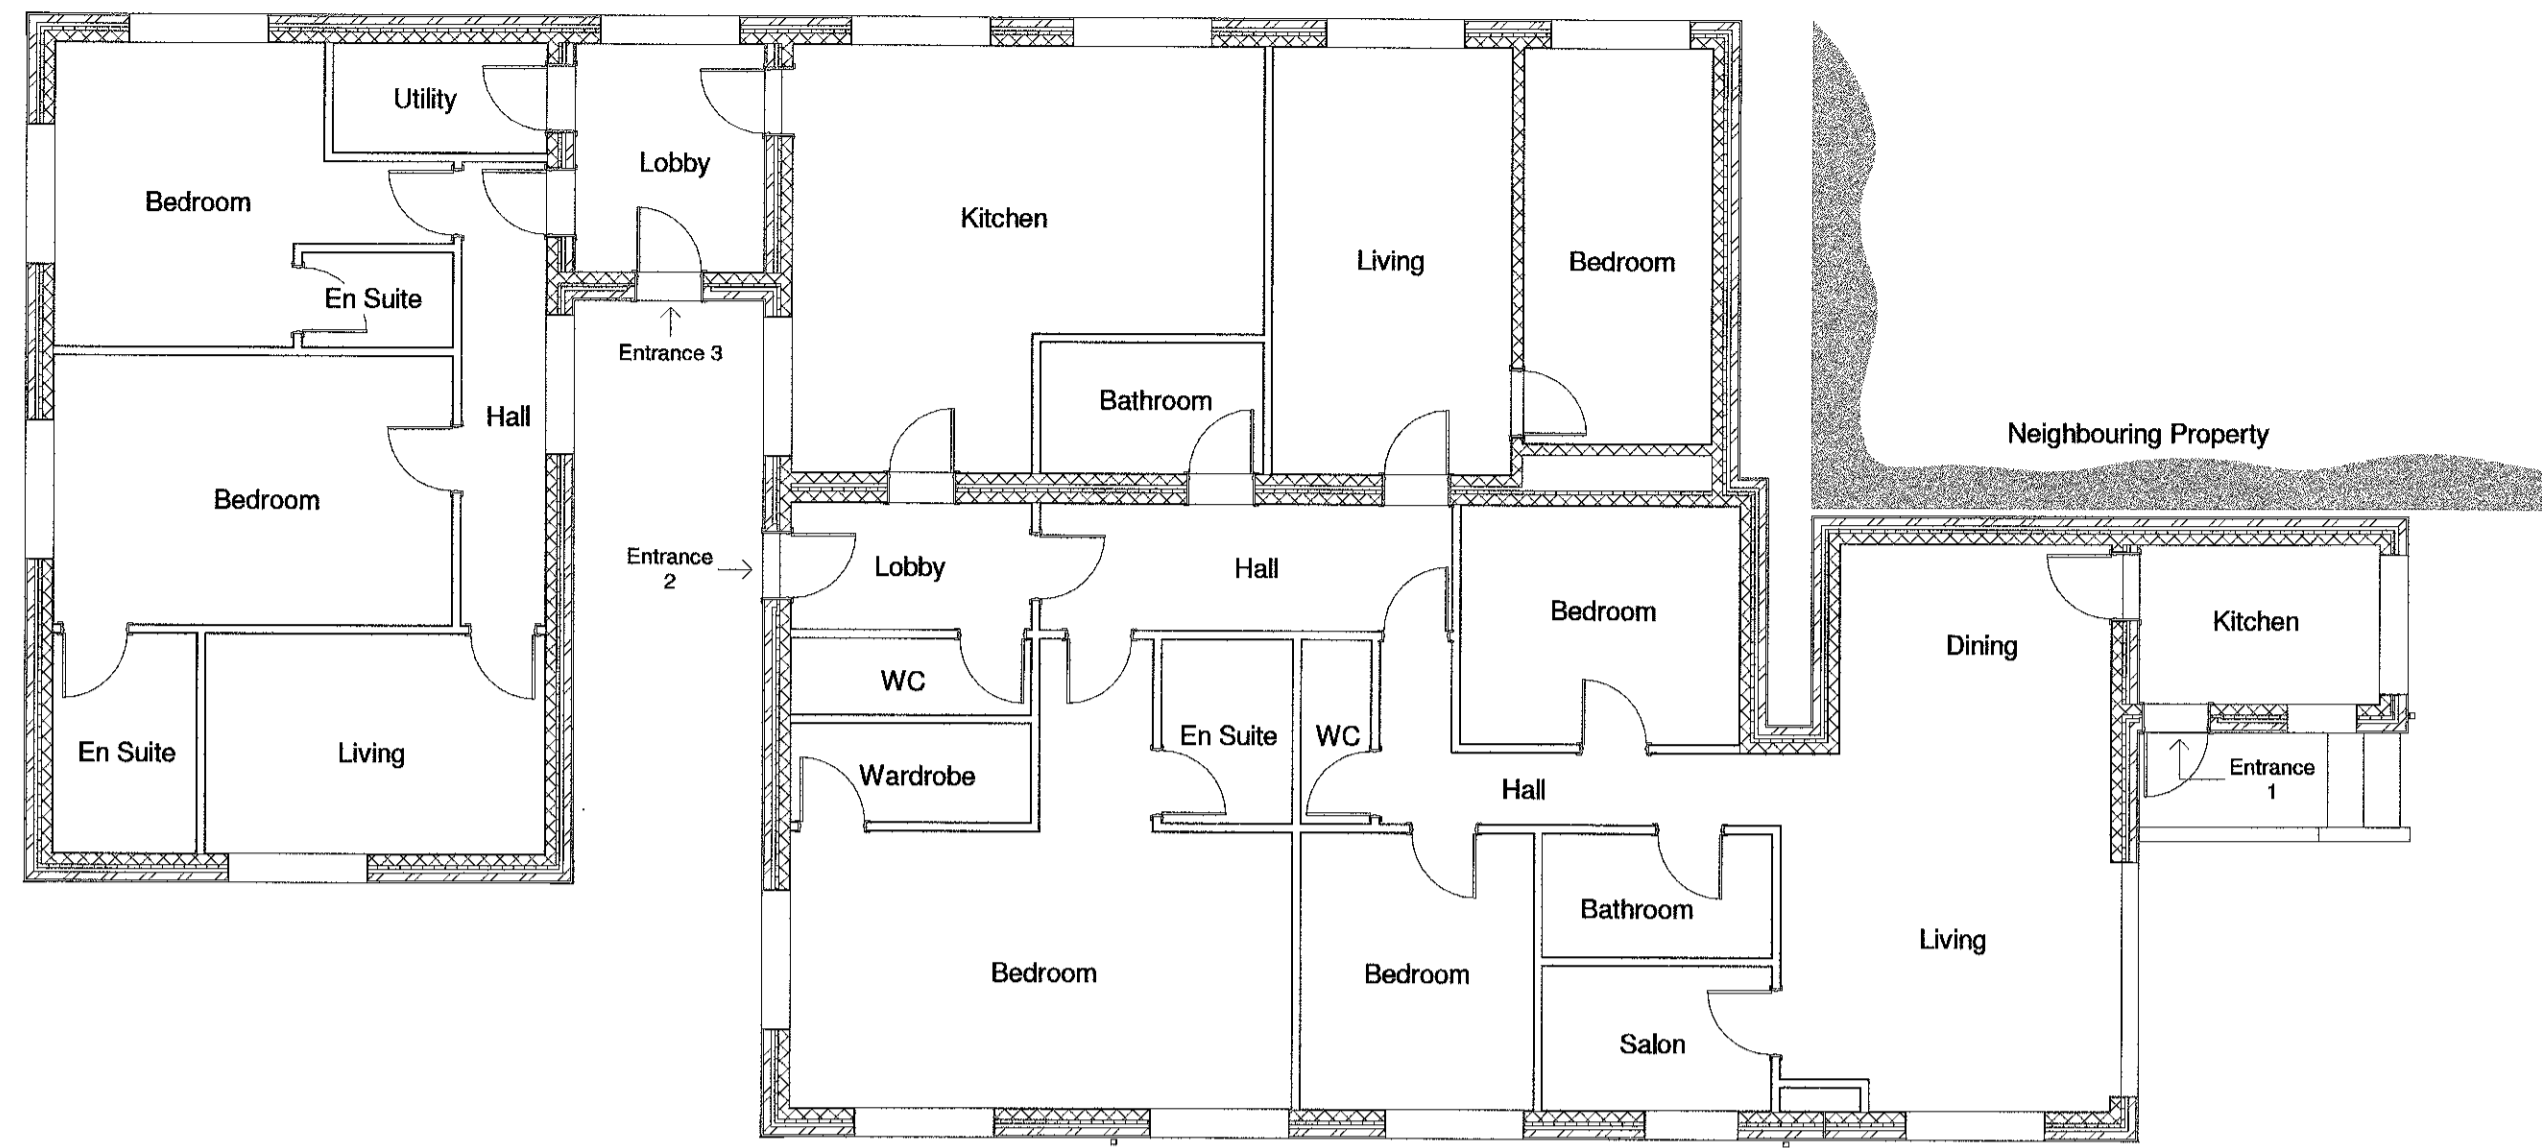 Utility
Lobby
Bedroom
Kitchen
Living
Bedroom
En Suite
Entrance 3
Bathroom
Hall
Neighbouring Property
Bedroom
Entrance
2
Lobby
Hall
Bedroom
Dining
Kitchen
WC
En Suite
WC
En Suite
Living
Wardrobe
Hall
Entrance
1
Bathroom
Living
Bedroom
Bedroom
Salon